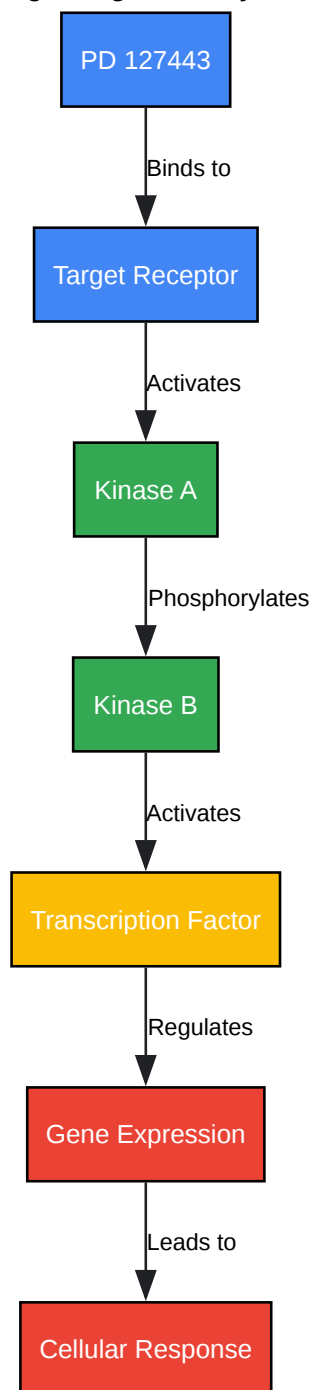 PD 127443
Binds to
Target Receptor
Activates
Kinase A
Phosphorylates
Kinase B
Activates
Transcription Factor
Regulates
Gene Expression
Leads to
Cellular Response